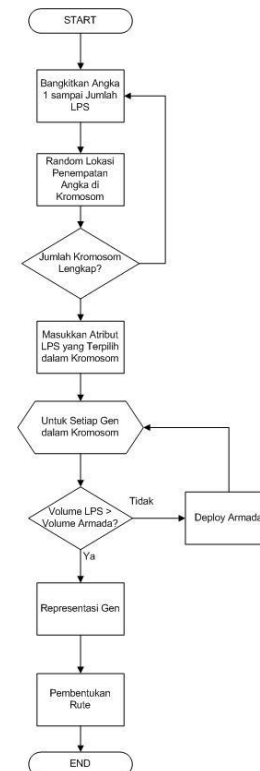 START
Bangkitkan Angka
1 sampai Jumlah
LPS
Random Lokasi
Penempatan
Angka di
Kromosom
Jumlah Kromosom
Lengkap?
Masukkan Atribut
LPS yang Terpilih
dalam Kromosom
Untuk Setiap Gen
dalam Kromosom
Volume LPS >
Volume Armada?
Tidak
Deploy Armada
Ya
Representasi Gen
Pembentukan
Rute
END